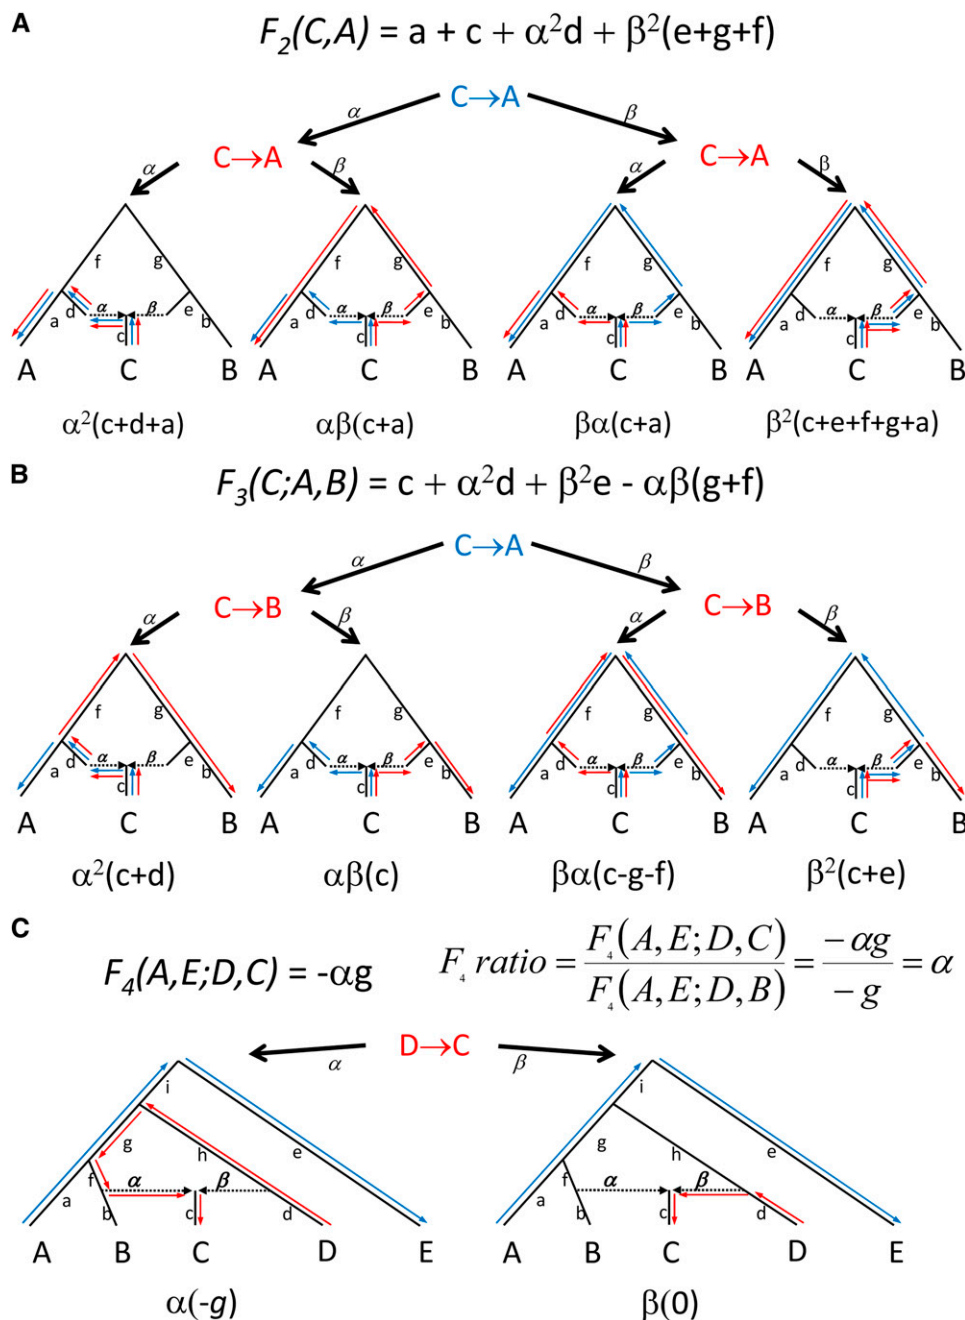 A
F₂(C,A) = a + c + α²d + β²(e+g+f)
C→A
α β
C→A C→A
α β α β
f g f g f g f g
a d α β e b a d α β e b a d α β e b a d α β e b
c c c c
A C B A C B A C B A C B
α²(c+d+a) αβ(c+a) βα(c+a) β²(c+e+f+g+a)
B
F₃(C;A,B) = c + α²d + β²e - αβ(g+f)
C→A
α β
C→B C→B
α β α β
f g f g f g f g
a d α β e b a d α β e b a d α β e b a d α β e b
c c c c
A C B A C B A C B A C B
α²(c+d) αβ(c) βα(c-g-f) β²(c+e)
C
F₄(A,E;D,C) = -αg F₄ ratio = F₄(A,E;D,C) / F₄(A,E;D,B) = -αg / -g = α
D→C
α β
i i
g h e g h e
a f α β a f α β
b c d b c d
A B C D E A B C D E
α(-g) β(0)